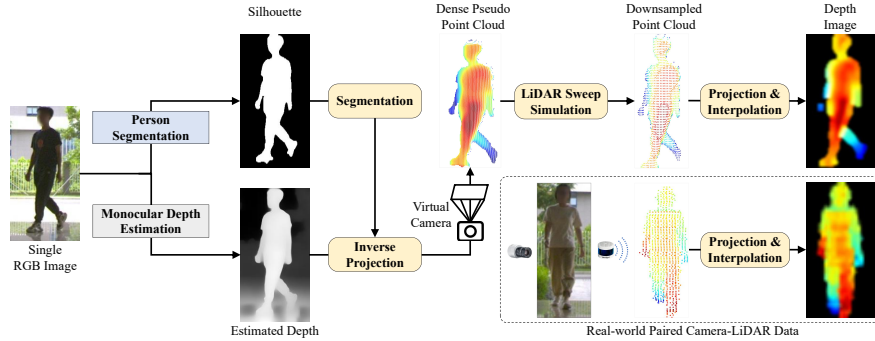 Silhouette
Dense Pseudo
Point Cloud
Downsampled
Point Cloud
Depth
Image
Person
Segmentation
Segmentation
LiDAR Sweep
Simulation
Projection &
Interpolation
Monocular Depth
Estimation
Single
RGB Image
Virtual
Camera
Inverse
Projection
Estimated Depth
Projection &
Interpolation
Real-world Paired Camera-LiDAR Data